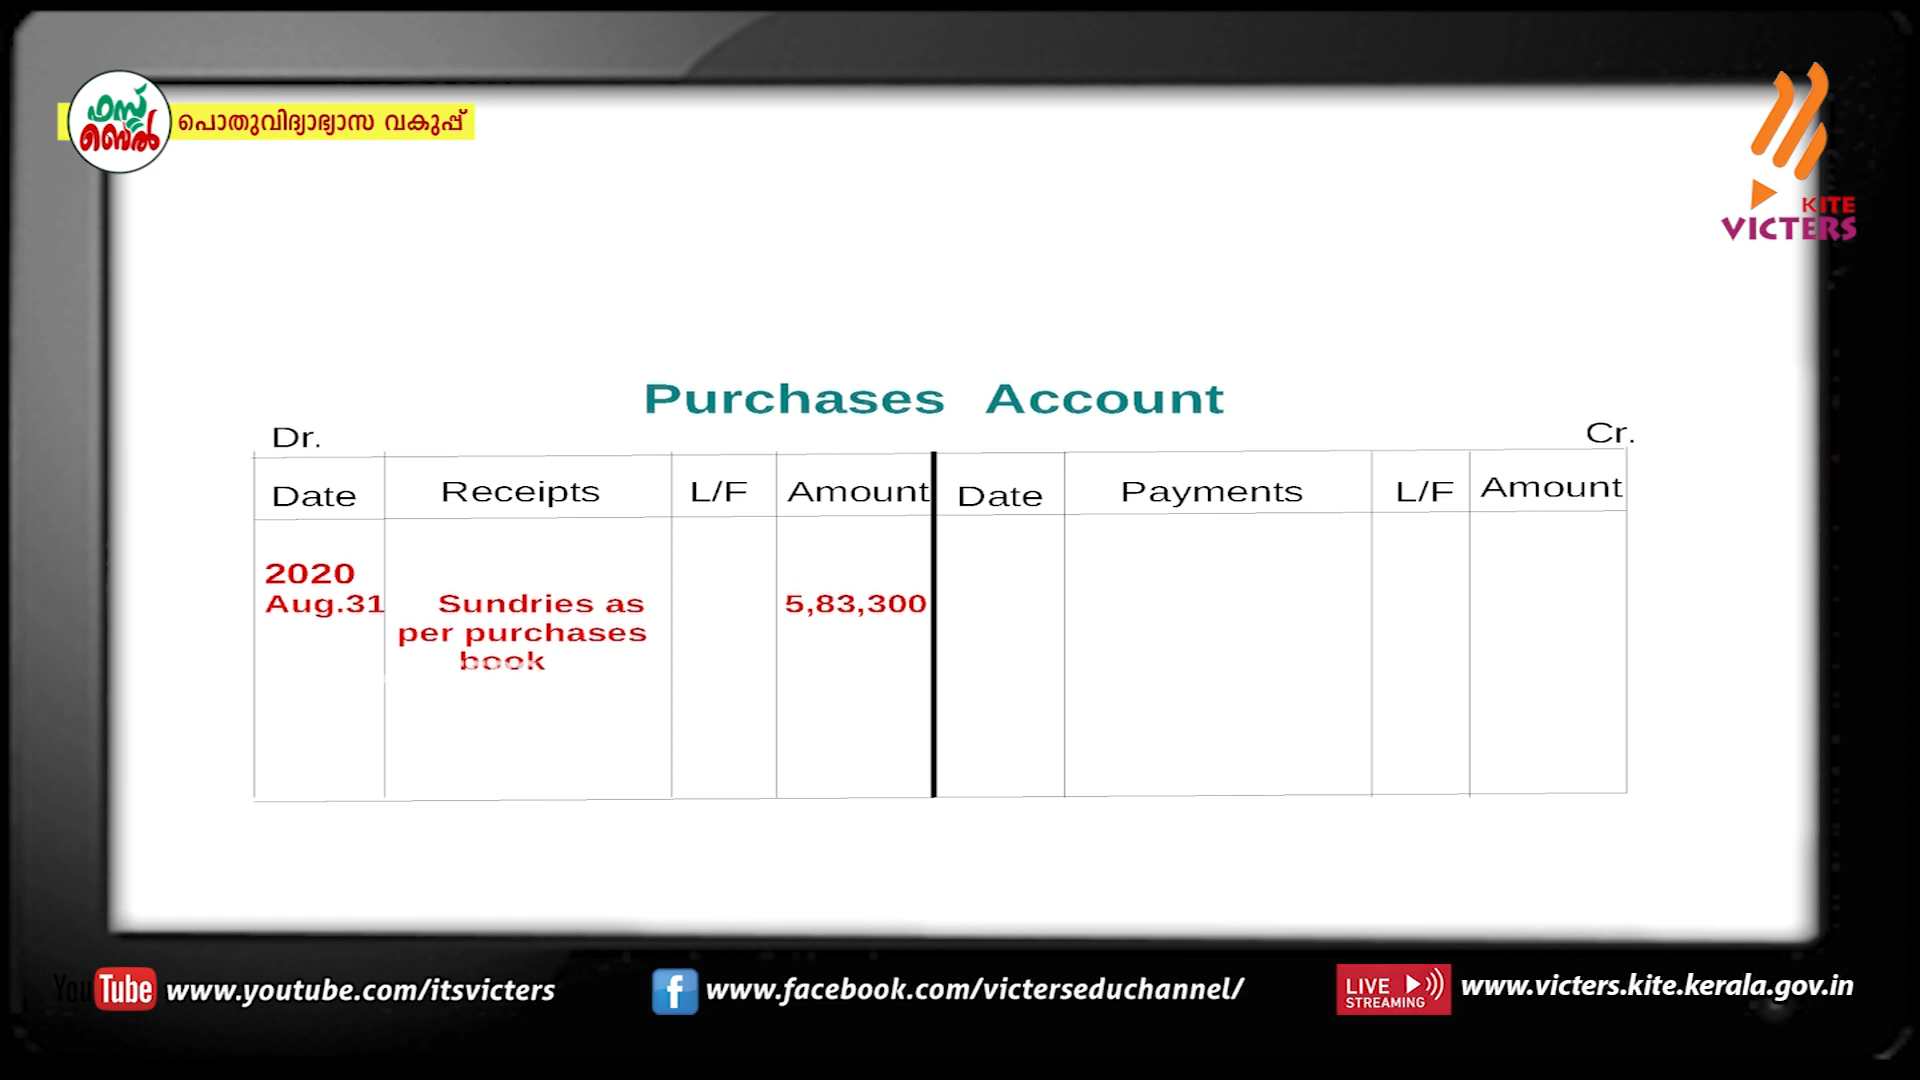 ഫസ്റ്റ്
ബെൽ
പൊതുവിദ്യാഭ്യാസ വകുപ്പ്
KITE
VICTERS
Purchases Account
Dr.
Cr.
Date Receipts L/F Amount Date Payments L/F Amount
2020
Aug.31 Sundries as 5,83,300
per purchases
book
YouTube www.youtube.com/itsvicters
f www.facebook.com/victerseduchannel/
LIVE
STREAMING
www.victers.kite.kerala.gov.in